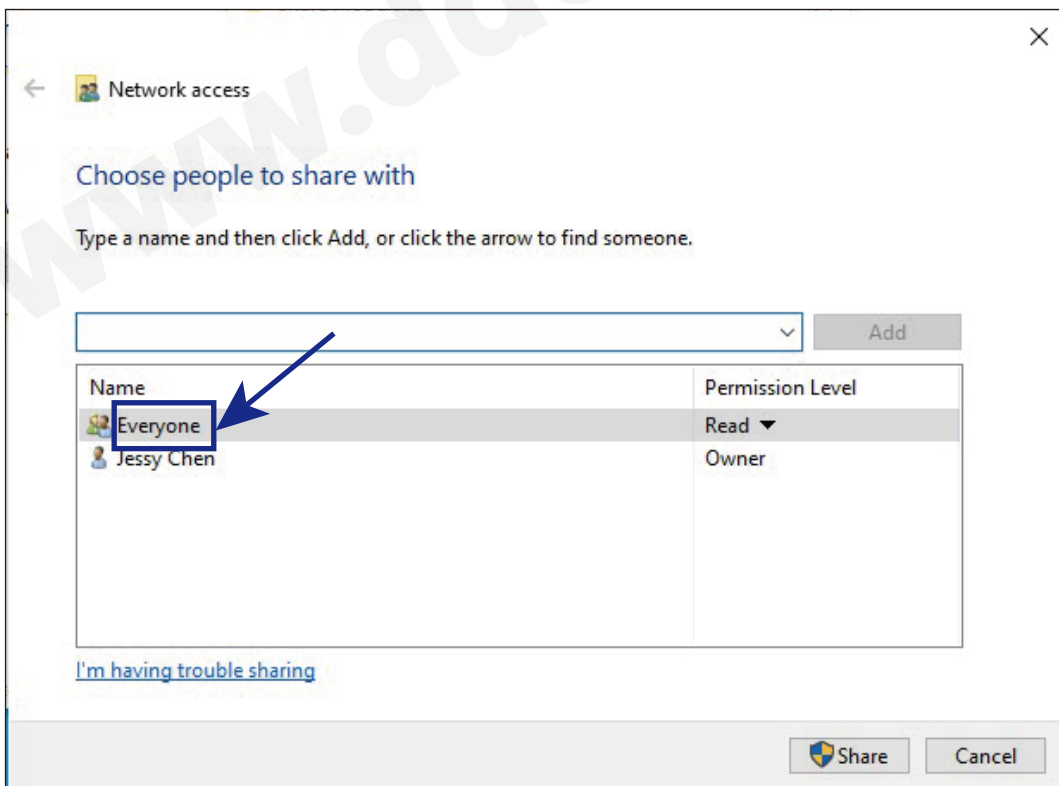 Network access
Choose people to share with
Type a name and then click Add, or click the arrow to find someone.
Add
Name Permission Level
Everyone Read
Jessy Chen Owner
I'm having trouble sharing
Share Cancel